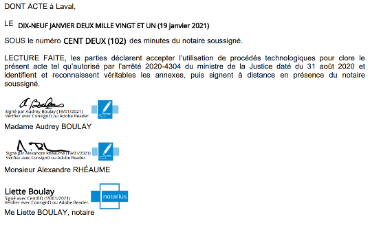 DONT ACTE à Laval,
LE DIX-NEUF JANVIER DEUX MILLE VINGT ET UN (19 janvier 2021)
SOUS le numéro CENT DEUX (102) des minutes du notaire soussigné.
LECTURE FAITE, les parties déclarent accepter l'utilisation de procédés technologiques pour clore le
présent acte tel qu'autorisé par l'arrêté 2020-4304 du ministre de la Justice daté du 31 août 2020 et
identifient et reconnaissent véritables les annexes, puis signent à distance en présence du notaire
soussigné.
A. Boulay
Signé par Audrey Boulay (19/01/2021)
Vérifier avec ConsignO ou Adobe Reader.
Madame Audrey BOULAY
Signé par Alexandre RHÉAUME (19/01/2021)
Vérifier avec ConsignO ou Adobe Reader.
Monsieur Alexandre RHÉAUME
Liette Boulay
Signé avec CertifiO (19/01/2021)
Vérifier avec ConsignO ou Adobe Reader.
notarius
Me Liette BOULAY, notaire